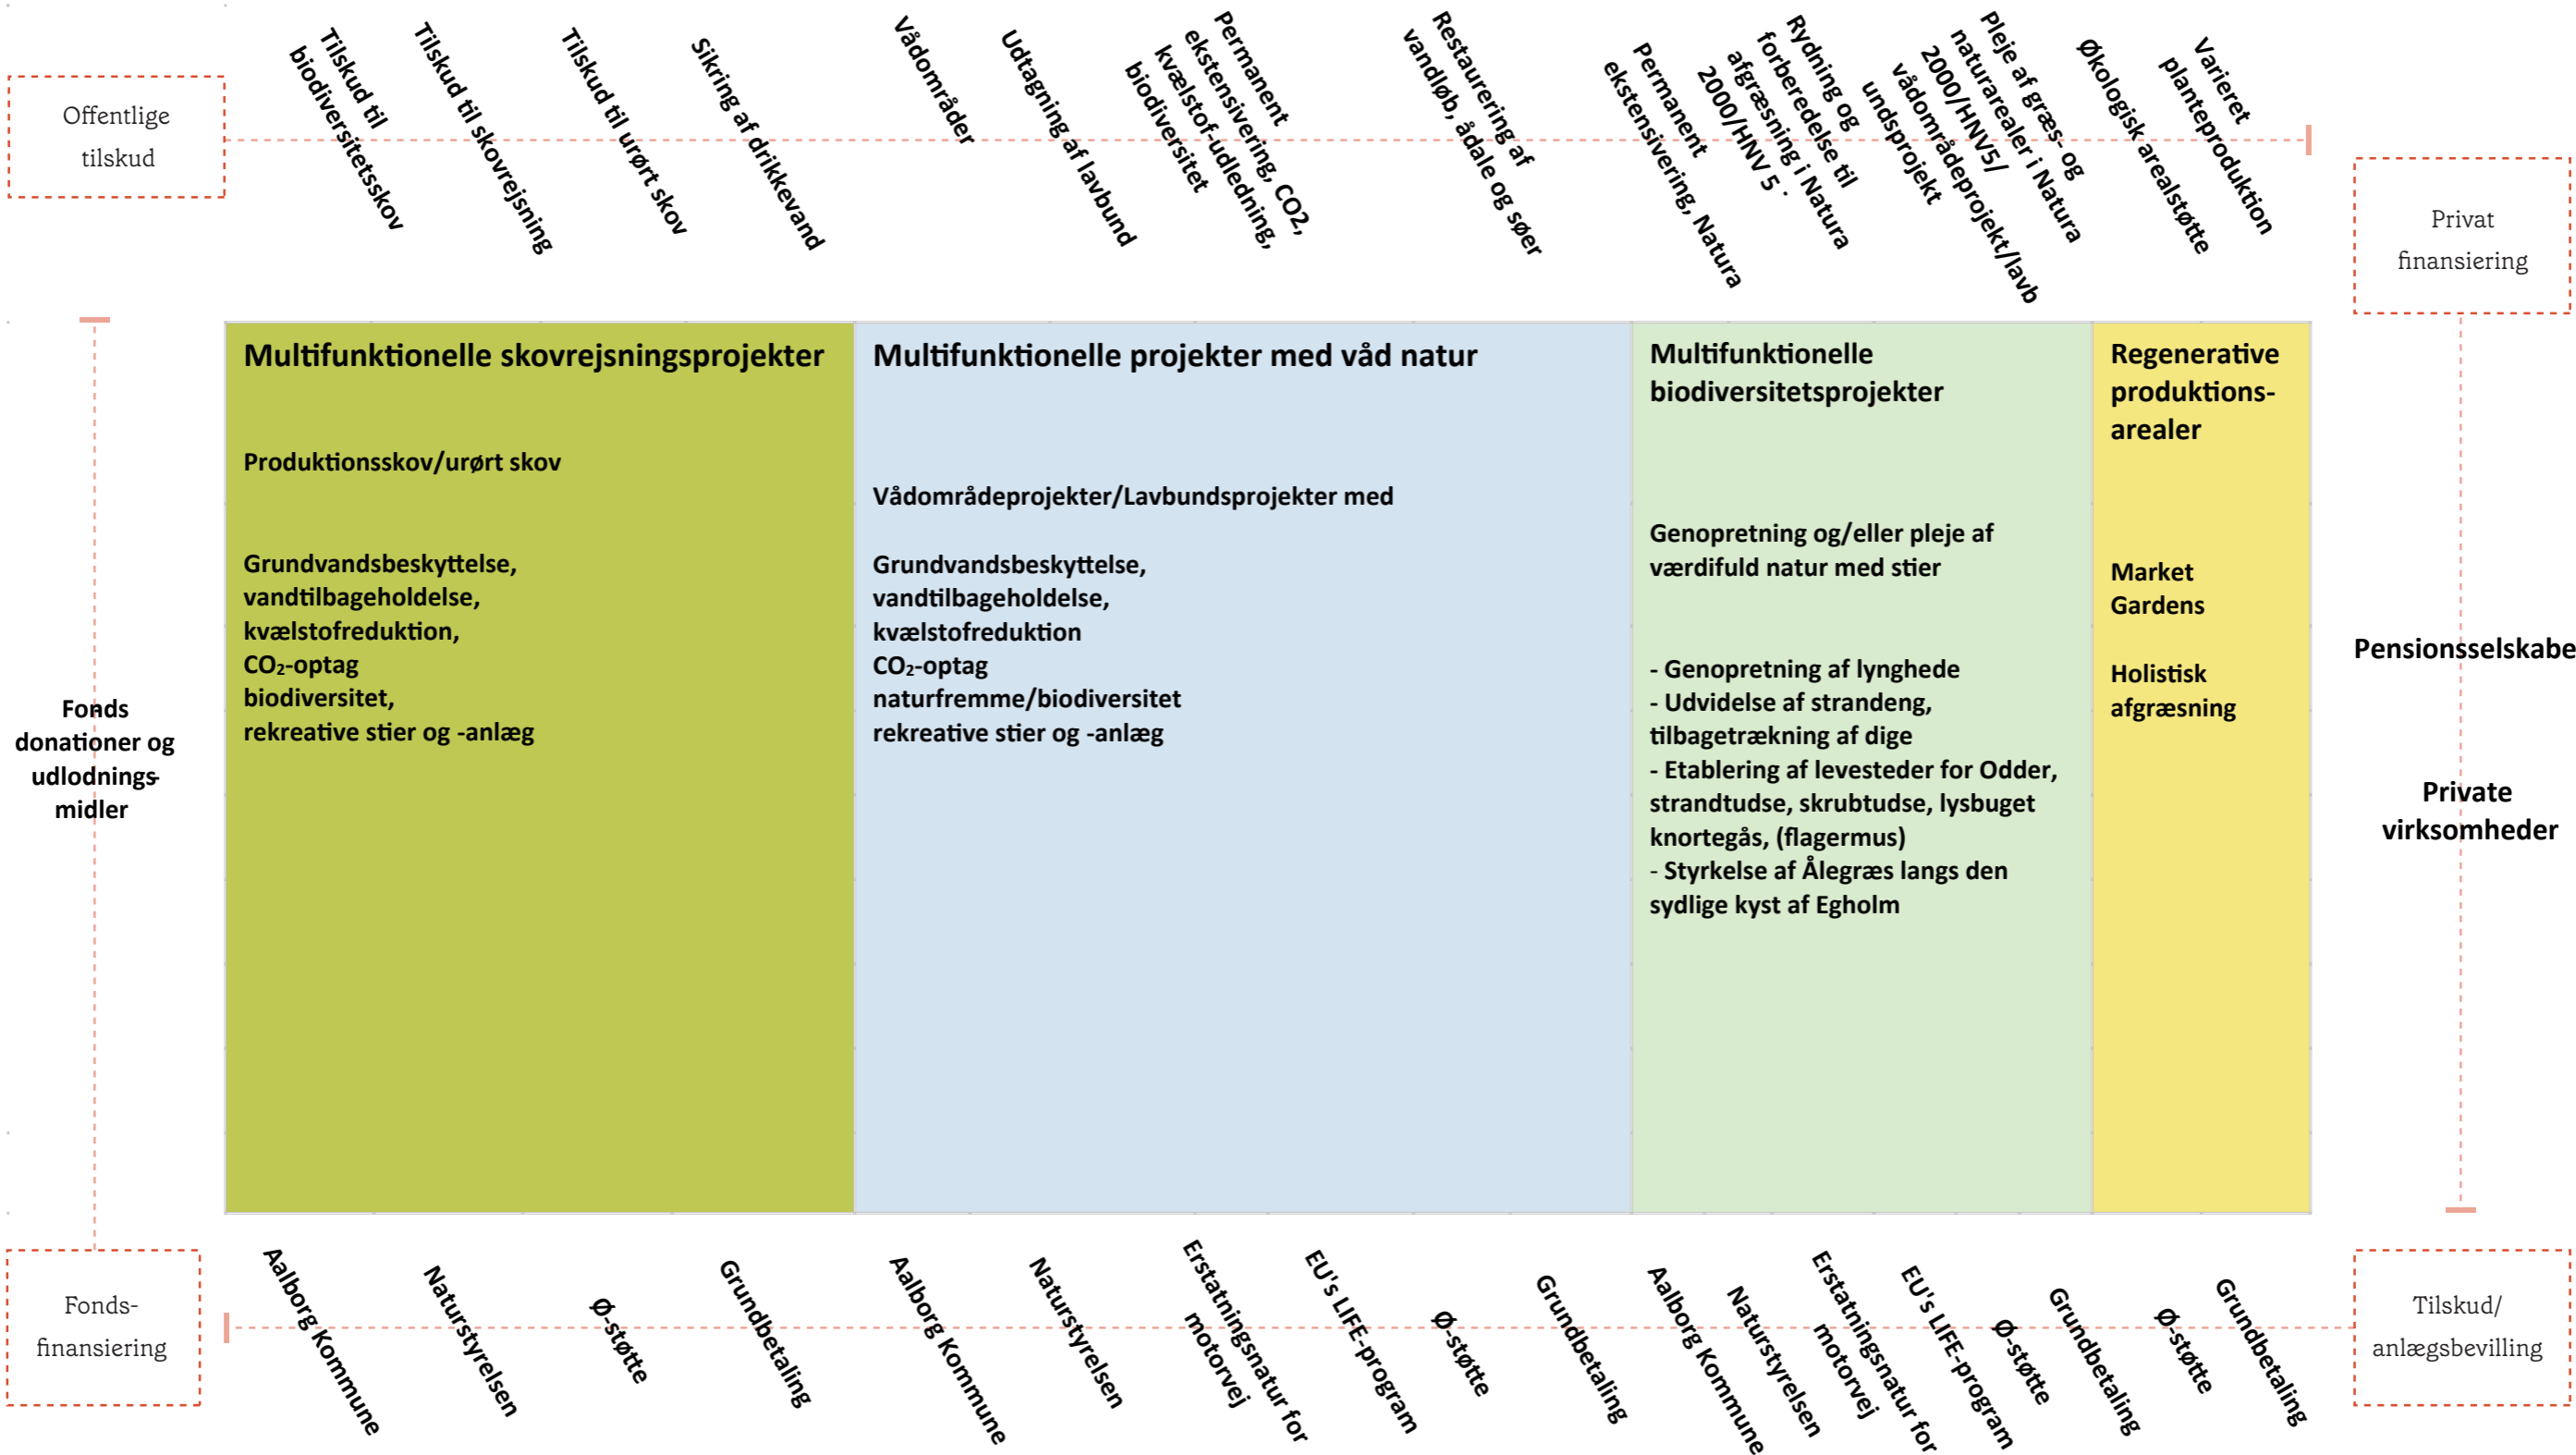 Offentlige
tilskud
Tilskud til
biodiversitetsskov
Tilskud til skovrejsning
Tilskud til urørt skov
Sikring af drikkevand
Vådområder
Udtagning af lavbund
Permanent
ekstensivering, CO2,
kvælstof-udledning,
biodiversitet
Restaurering af
vandløb, ådale og søer
Permanent
ekstensivering, Natura
2000/HNV 5 .
Rydning og
forberedelse til
afgræsning i Natura
2000/HNV5/
vådområdeprojekt/lavb
undsprojekt
Pleje af græs- og
naturarealer i Natura
Økologisk arealstøtte
Varieret
planteproduktion
Privat
finansiering
Multifunktionelle skovrejsningsprojekter
Produktionsskov/urørt skov
Grundvandsbeskyttelse,
vandtilbageholdelse,
kvælstofreduktion,
CO₂-optag
biodiversitet,
rekreative stier og -anlæg
Multifunktionelle projekter med våd natur
Vådområdeprojekter/Lavbundsprojekter med
Grundvandsbeskyttelse,
vandtilbageholdelse,
kvælstofreduktion
CO₂-optag
naturfremme/biodiversitet
rekreative stier og -anlæg
Multifunktionelle
biodiversitetsprojekter
Genopretning og/eller pleje af
værdifuld natur med stier
- Genopretning af lynghede
- Udvidelse af strandeng,
tilbagetrækning af dige
- Etablering af levesteder for Odder,
strandtudse, skrubtudse, lysbuget
knortegås, (flagermus)
- Styrkelse af Ålegræs langs den
sydlige kyst af Egholm
Regenerative
produktions-
arealer
Market
Gardens
Holistisk
afgræsning
Fonds
donationer og
udlodnings-
midler
Pensionsselskabe
Private
virksomheder
Fonds-
finansiering
Aalborg Kommune
Naturstyrelsen
Ø-støtte
Grundbetaling
Aalborg Kommune
Naturstyrelsen
Erstatningsnatur for
motorvej
EU's LIFE-program
Ø-støtte
Grundbetaling
Aalborg Kommune
Naturstyrelsen
Erstatningsnatur for
motorvej
EU's LIFE-program
Ø-støtte
Grundbetaling
Ø-støtte
Grundbetaling
Tilskud/
anlægsbevilling